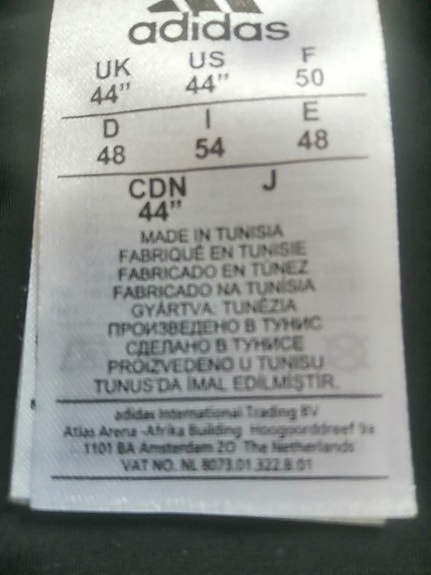 adidas
UK US F
44" 44" 50
D I E
48 54 48
CDN J
44"
MADE IN TUNISIA
FABRIQUÉ EN TUNISIE
FABRICADO EN TÚNEZ
FABRICADO NA TUNÍSIA
GYÁRTVA: TUNÉZIA
ПРОИЗВЕДЕНО В ТУНИС
СДЕЛАНО В ТУНИСЕ
PROIZVEDENO U TUNISU
TUNUS'DA İMAL EDİLMİŞTİR.
adidas International Trading BV
Atlas Arena -Afrika Building Hoogoorddreef 9a
1101 BA Amsterdam ZO The Netherlands
VAT NO. NL 8073.01.322.B.01